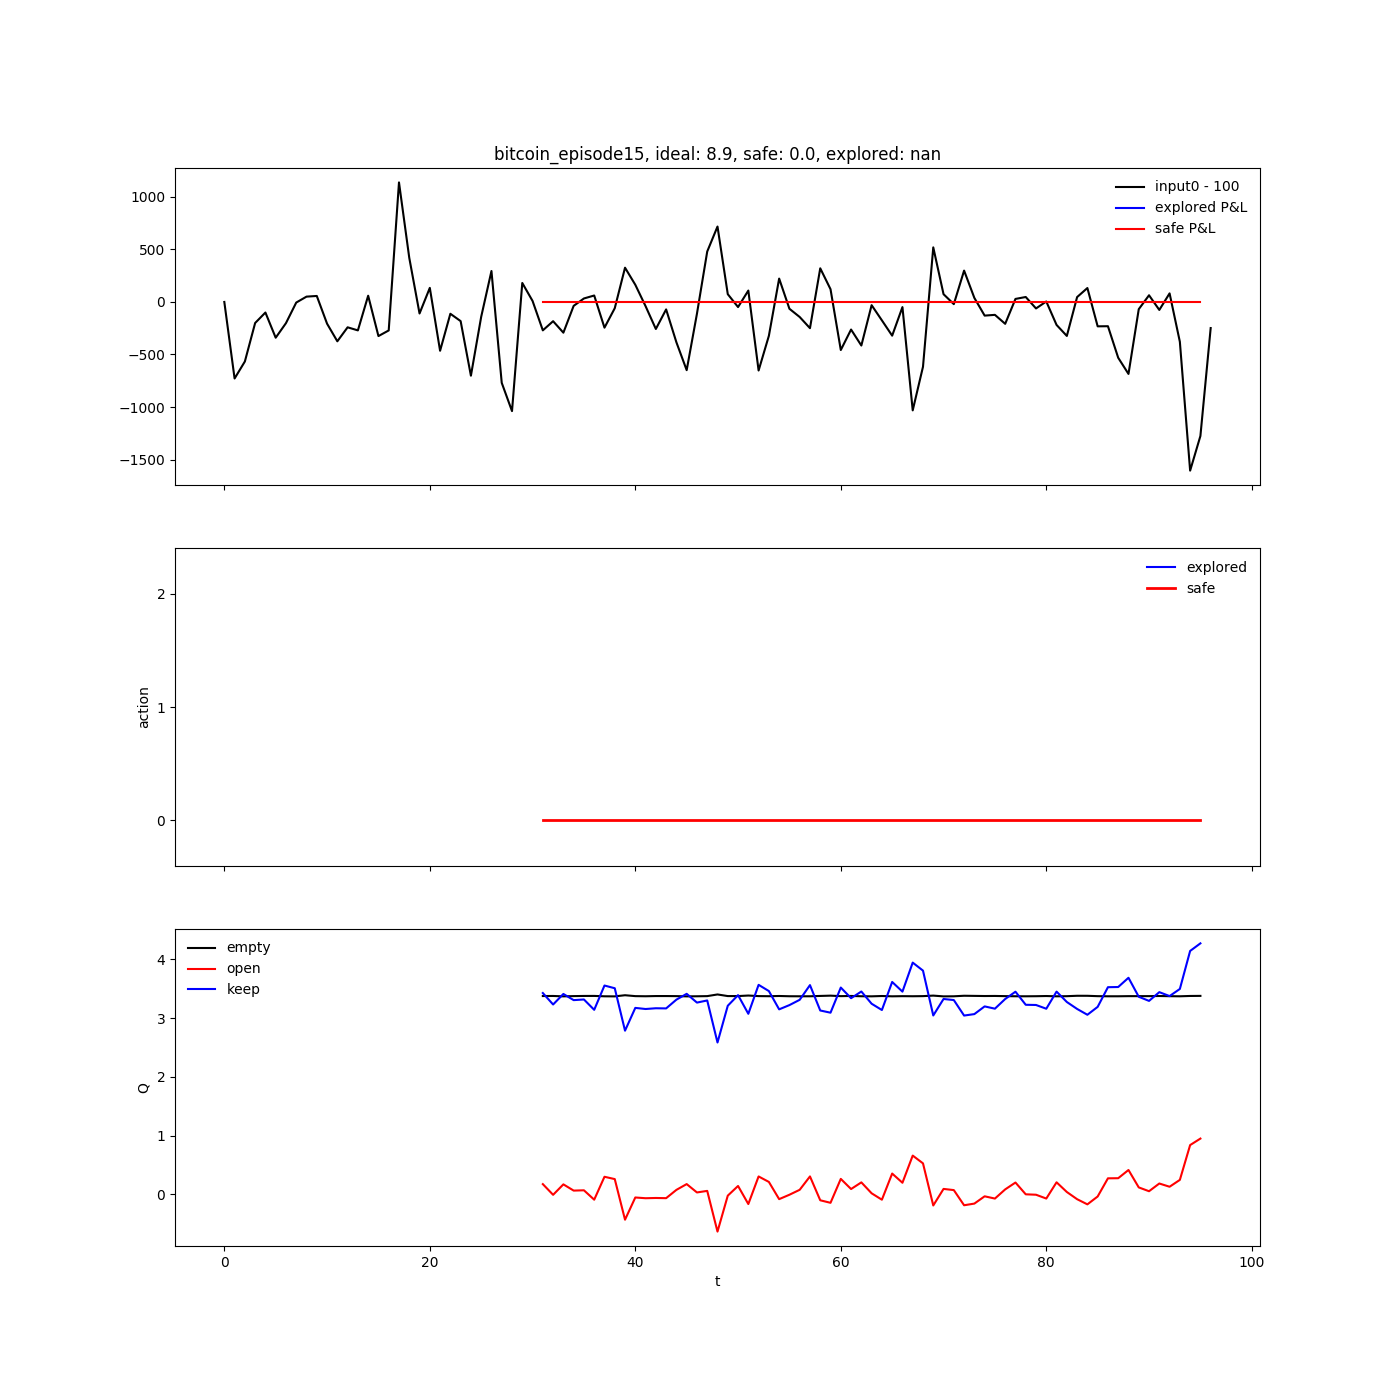 bitcoin_episode15, ideal: 8.9, safe: 0.0, explored: nan
1000
500
0
−500
−1000
−1500
input0 - 100
explored P&L
safe P&L
2
1
0
action
explored
safe
4
3
2
1
0
Q
empty
open
keep
0 20 40 60 80 100
t